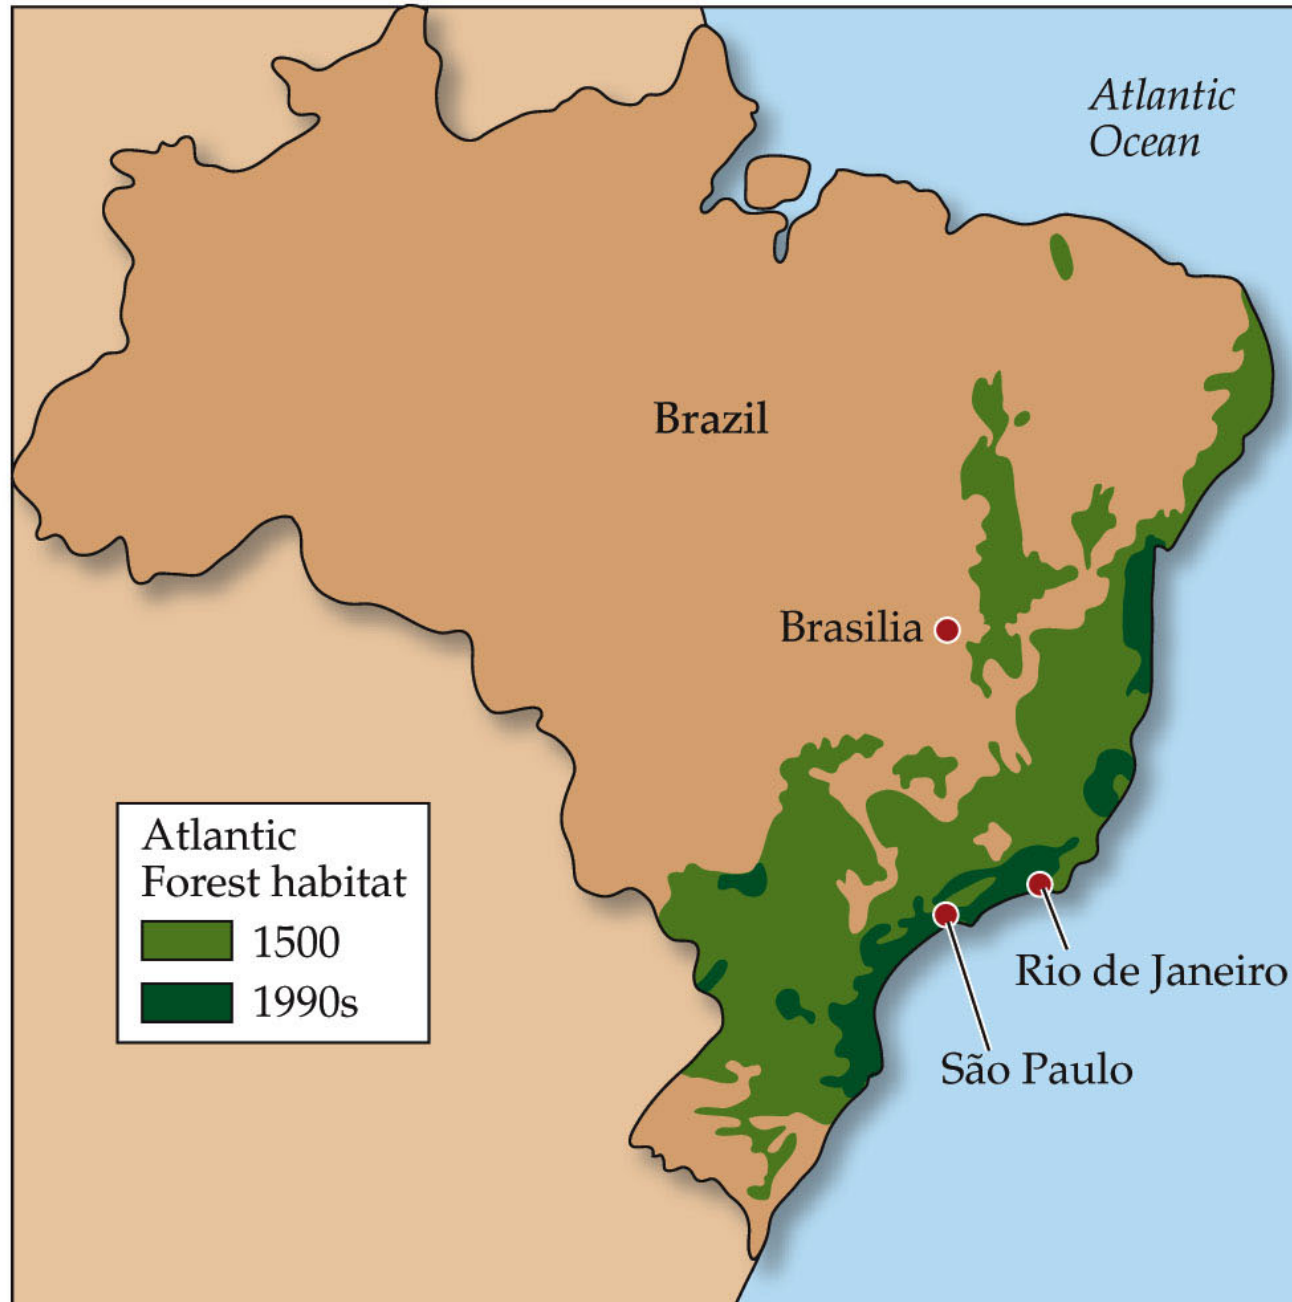 Atlantic
Ocean
Brazil
Brasilia
Atlantic
Forest habitat
1500
1990s
Rio de Janeiro
São Paulo